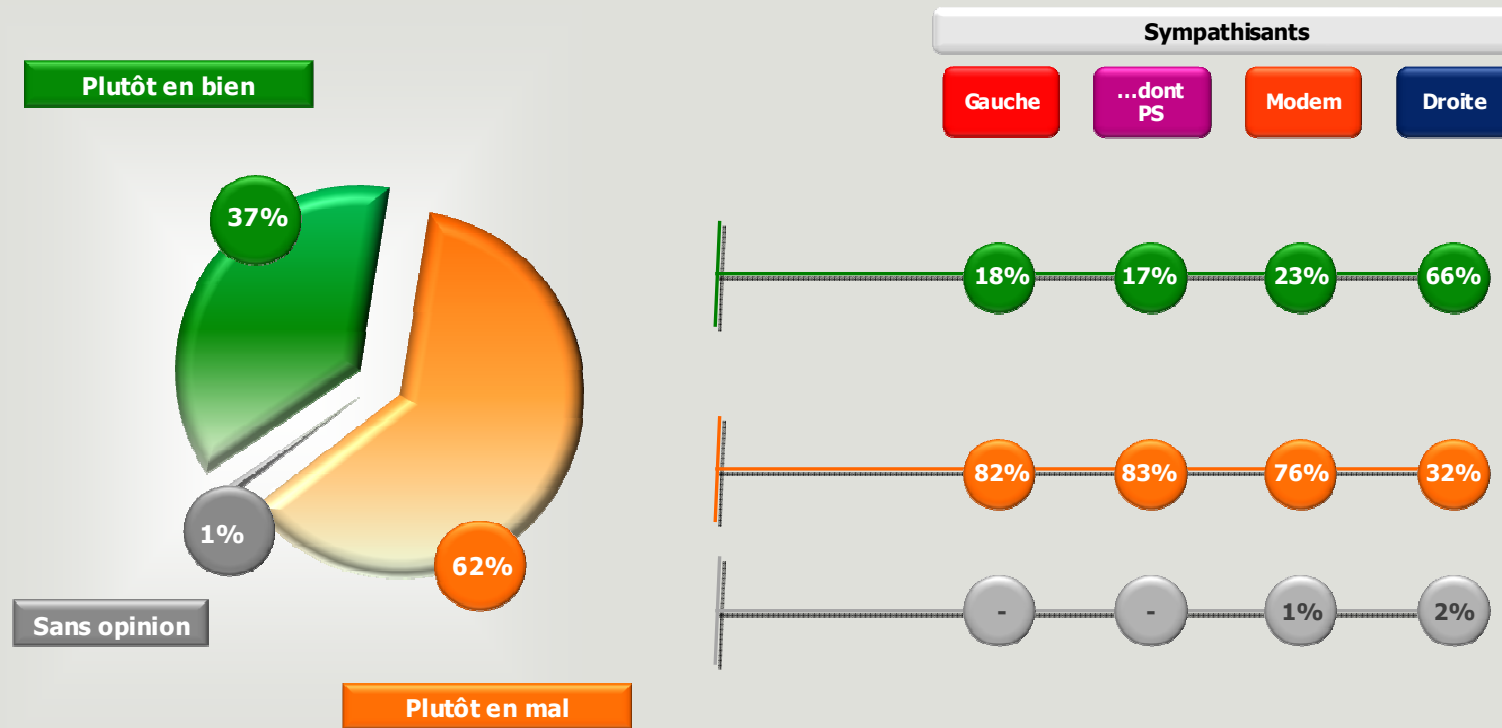 Sympathisants
Plutôt en bien
Gauche
...dont
PS
Modem
Droite
37%
18%
17%
23%
66%
82%
83%
76%
32%
1%
62%
-
-
1%
2%
Sans opinion
Plutôt en mal